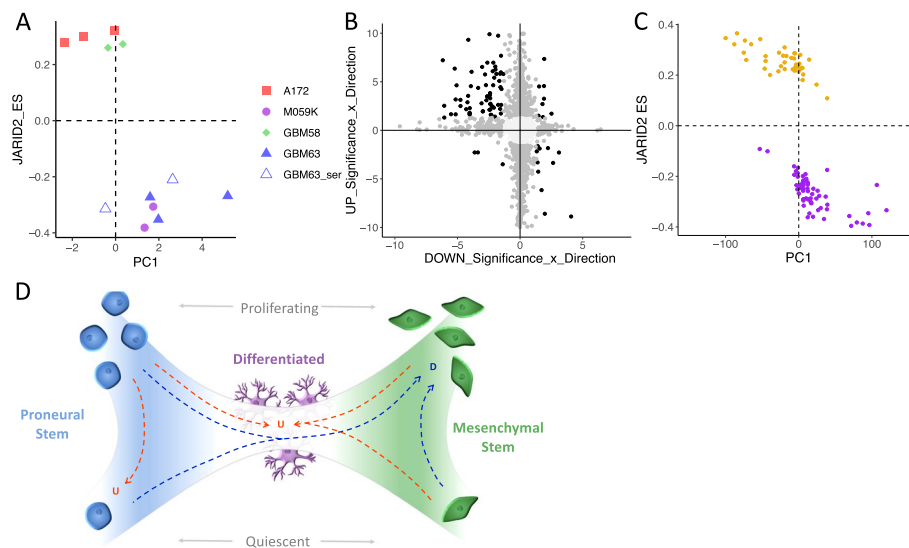 A
JARID2_ES
0.2
0.0
−0.2
−0.4
−2
0
2
4
PC1
A172
M059K
GBM58
GBM63
GBM63_ser
B
UP_Significance_x_Direction
10
5
0
−5
−10
−10
−5
0
5
DOWN_Significance_x_Direction
C
JARID2 ES
0.4
0.2
0.0
−0.2
−0.4
−100
0
100
PC1
D
Proliferating
Differentiated
D
U
Proneural
Stem
Mesenchymal
Stem
U
Quiescent